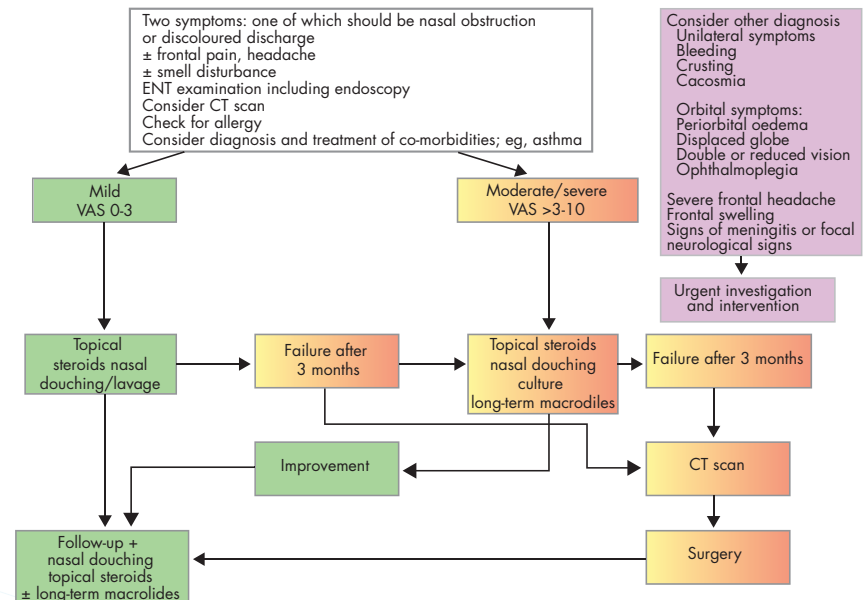 Two symptoms: one of which should be nasal obstruction
or discoloured discharge
± frontal pain, headache
± smell disturbance
ENT examination including endoscopy
Consider CT scan
Check for allergy
Consider diagnosis and treatment of co-morbidities; eg, asthma
Consider other diagnosis
Unilateral symptoms
Bleeding
Crusting
Cacosmia
Orbital symptoms:
Periorbital oedema
Displaced globe
Double or reduced vision
Ophthalmoplegia
Severe frontal headache
Frontal swelling
Signs of meningitis or focal
neurological signs
Urgent investigation
and intervention
Mild
VAS 0-3
Moderate/severe
VAS >3-10
Topical
steroids nasal
douching/lavage
Failure after
3 months
Topical steroids
nasal douching
culture
long-term macrodiles
Failure after 3 months
Improvement
CT scan
Follow-up +
nasal douching
topical steroids
± long-term macrolides
Surgery